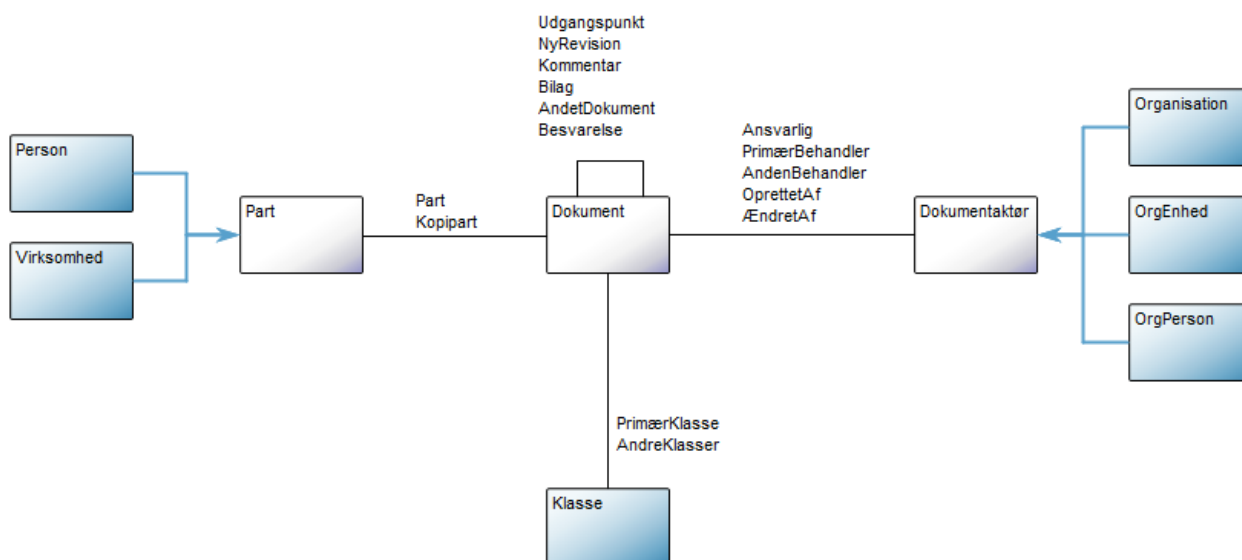 Udgangspunkt
NyRevision
Kommentar
Bilag
AndetDokument
Besvarelse
Organisation
Ansvarlig
PrimærBehandler
AndenBehandler
OprettetAf
ÆndretAf
Person
Part
Part
Kopipart
Dokument
Dokumentaktør
OrgEnhed
Virksomhed
OrgPerson
PrimærKlasse
AndreKlasser
Klasse